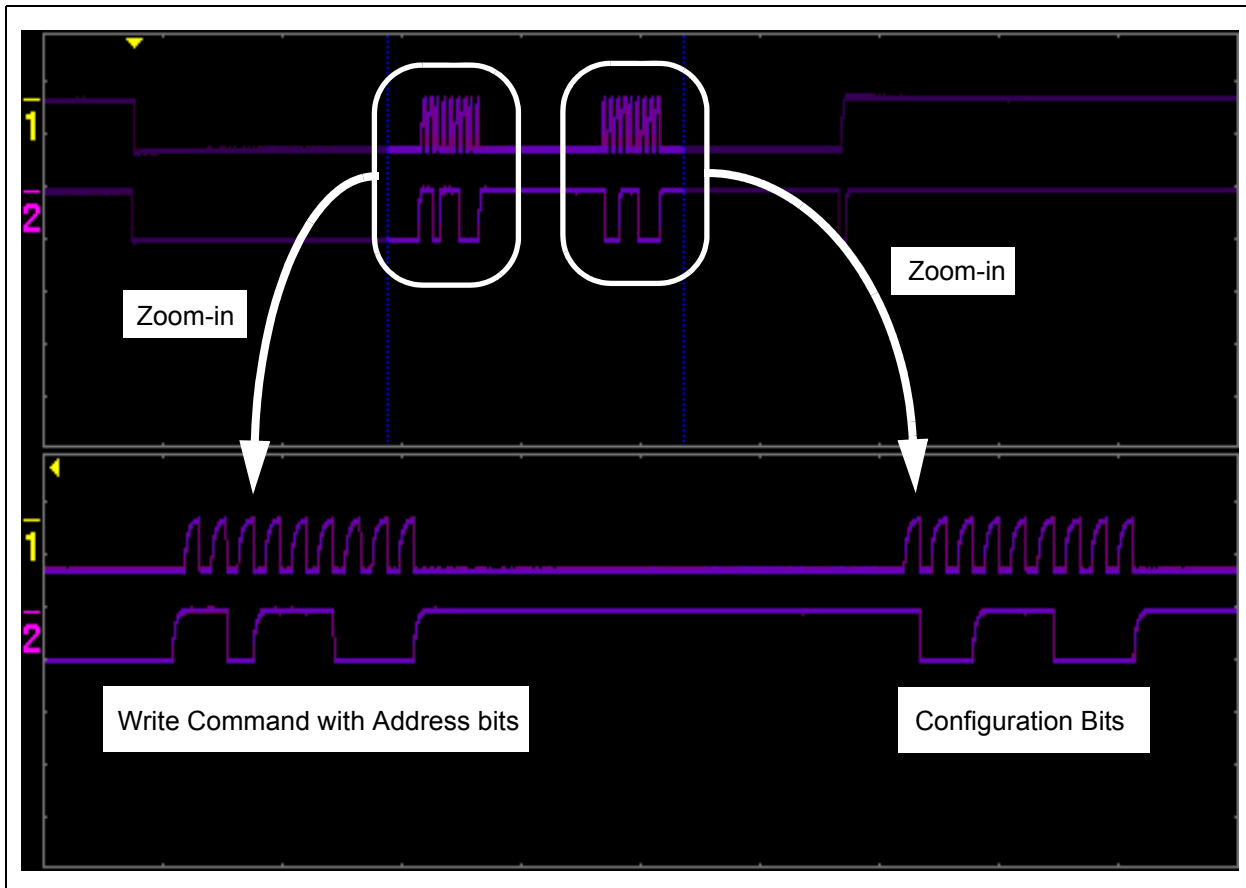 1
2
Zoom-in
Zoom-in
1
2
Write Command with Address bits
Configuration Bits